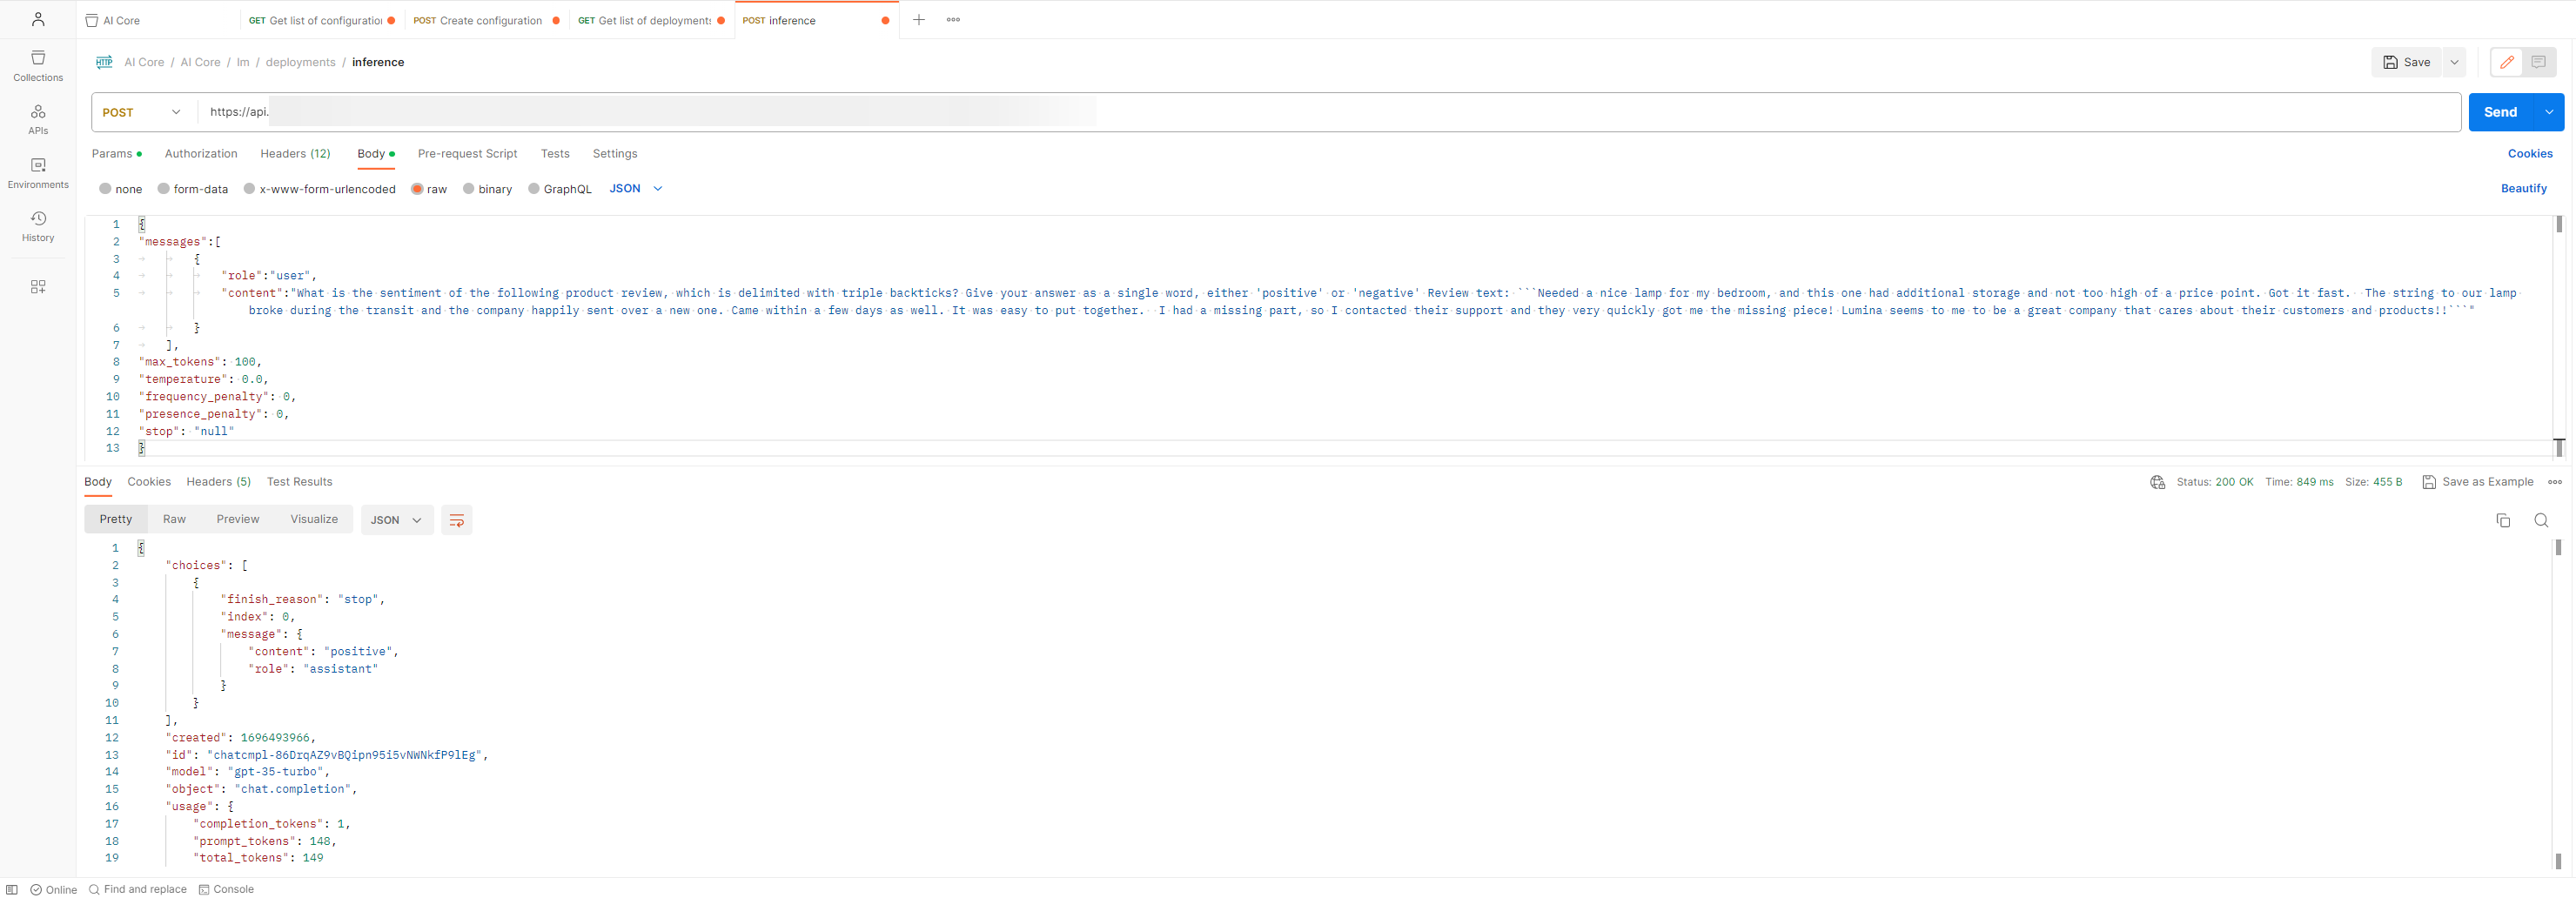 AI Core
GET Get list of configuration
POST Create configuration
GET Get list of deployments
POST inference
Collections
APIs
Environments
History
HTTP AI Core / AI Core / lm / deployments / inference
Save
POST https://api.
Send
Params Authorization Headers (12) Body Pre-request Script Tests Settings Cookies
none form-data x-www-form-urlencoded raw binary GraphQL JSON Beautify
1 {
2 "messages":[
3 {
4 "role":"user",
5 "content":"What is the sentiment of the following product review, which is delimited with triple backticks? Give your answer as a single word, either 'positive' or 'negative' Review text: ```Needed a nice lamp for my bedroom, and this one had additional storage and not too high of a price point. Got it fast.  The string to our lamp
broke during the transit and the company happily sent over a new one. Came within a few days as well. It was easy to put together.  I had a missing part, so I contacted their support and they very quickly got me the missing piece! Lumina seems to me to be a great company that cares about their customers and products!!```"
6 }
7 ],
8 "max_tokens": 100,
9 "temperature": 0.0,
10 "frequency_penalty": 0,
11 "presence_penalty": 0,
12 "stop": "null"
13 }
Body Cookies Headers (5) Test Results Status: 200 OK Time: 849 ms Size: 455 B Save as Example
Pretty Raw Preview Visualize JSON
1 {
2 "choices": [
3 {
4 "finish_reason": "stop",
5 "index": 0,
6 "message": {
7 "content": "positive",
8 "role": "assistant"
9 }
10 }
11 ],
12 "created": 1696493966,
13 "id": "chatcmpl-86DrqAZ9vBQipn95i5vNWNkfP9lEg",
14 "model": "gpt-35-turbo",
15 "object": "chat.completion",
16 "usage": {
17 "completion_tokens": 1,
18 "prompt_tokens": 148,
19 "total_tokens": 149
Online Find and replace Console